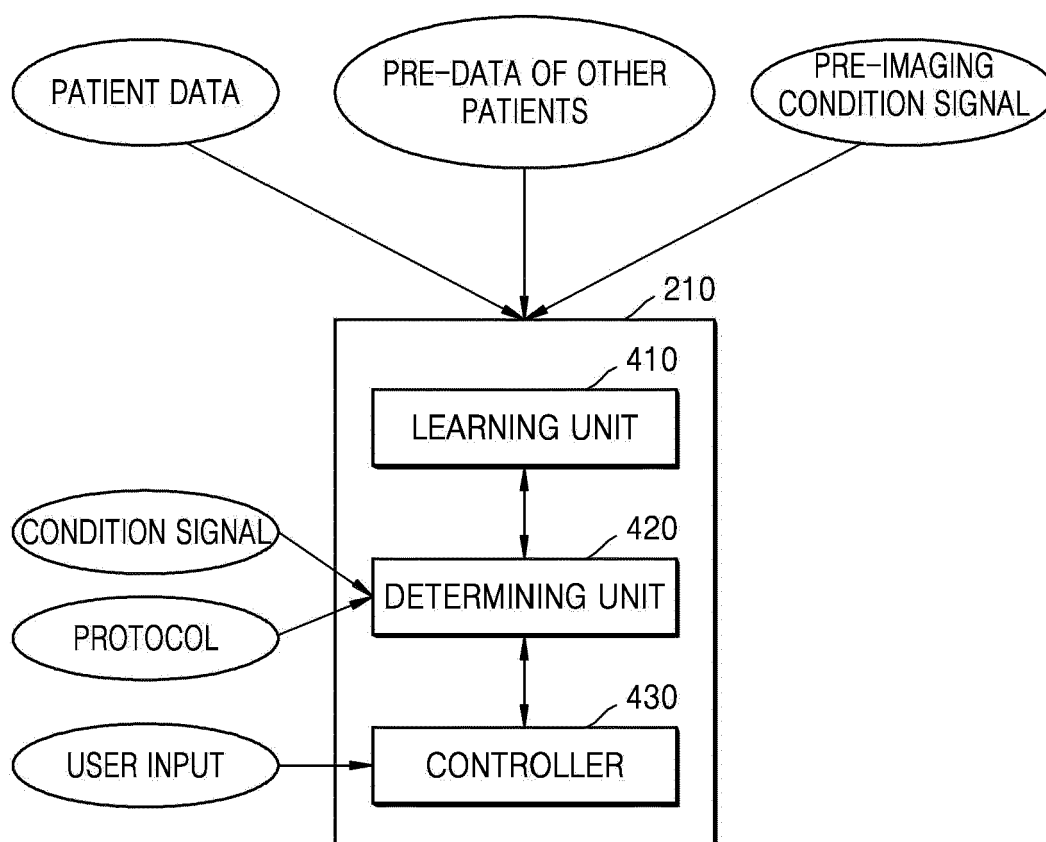 PATIENT DATA
PRE-DATA OF OTHER
PATIENTS
PRE-IMAGING
CONDITION SIGNAL
210
410
LEARNING UNIT
CONDITION SIGNAL
420
DETERMINING UNIT
PROTOCOL
430
USER INPUT
CONTROLLER